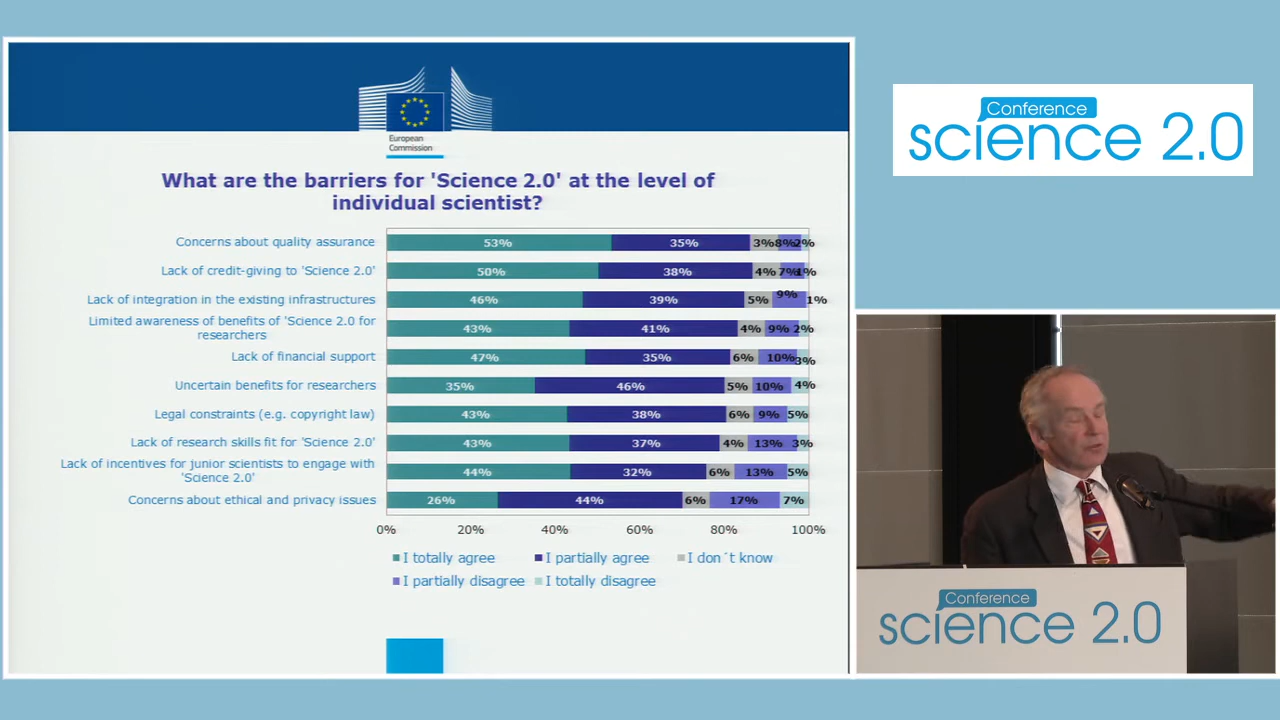 European
Commission
What are the barriers for 'Science 2.0' at the level of
individual scientist?
Concerns about quality assurance
53% 35% 3% 8% 2%
Lack of credit-giving to 'Science 2.0'
50% 38% 4% 7% 1%
Lack of integration in the existing infrastructures
46% 39% 5% 9% 1%
Limited awareness of benefits of 'Science 2.0 for
researchers
43% 41% 4% 9% 2%
Lack of financial support
47% 35% 6% 10% 3%
Uncertain benefits for researchers
35% 46% 5% 10% 4%
Legal constraints (e.g. copyright law)
43% 38% 6% 9% 5%
Lack of research skills fit for 'Science 2.0'
43% 37% 4% 13% 3%
Lack of incentives for junior scientists to engage with
'Science 2.0'
44% 32% 6% 13% 5%
Concerns about ethical and privacy issues
26% 44% 6% 17% 7%
0% 20% 40% 60% 80% 100%
I totally agree I partially agree I don´t know
I partially disagree I totally disagree
Conference
science 2.0
Conference
science 2.0